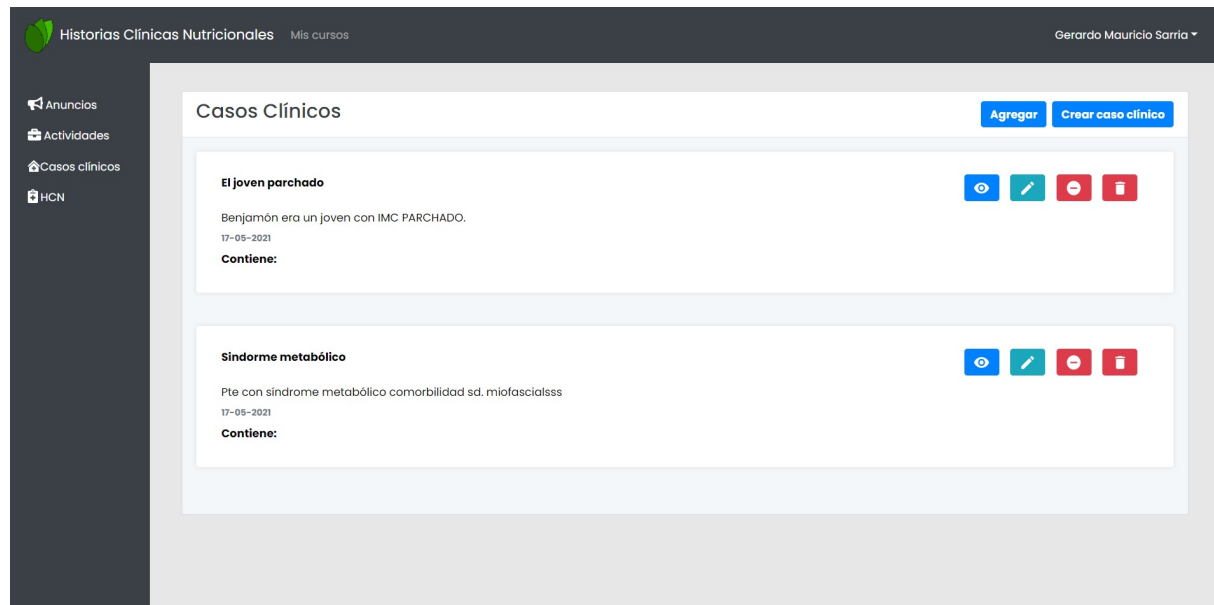 Historias Clínicas Nutricionales Mis cursos Gerardo Mauricio Sarria
Anuncios
Actividades
Casos clínicos
HCN
Casos Clínicos Agregar Crear caso clínico
El joven parchado
Benjamón era un joven con IMC PARCHADO.
17-05-2021
Contiene:
Sindorme metabólico
Pte con síndrome metabólico comorbilidad sd. miofascialsss
17-05-2021
Contiene: